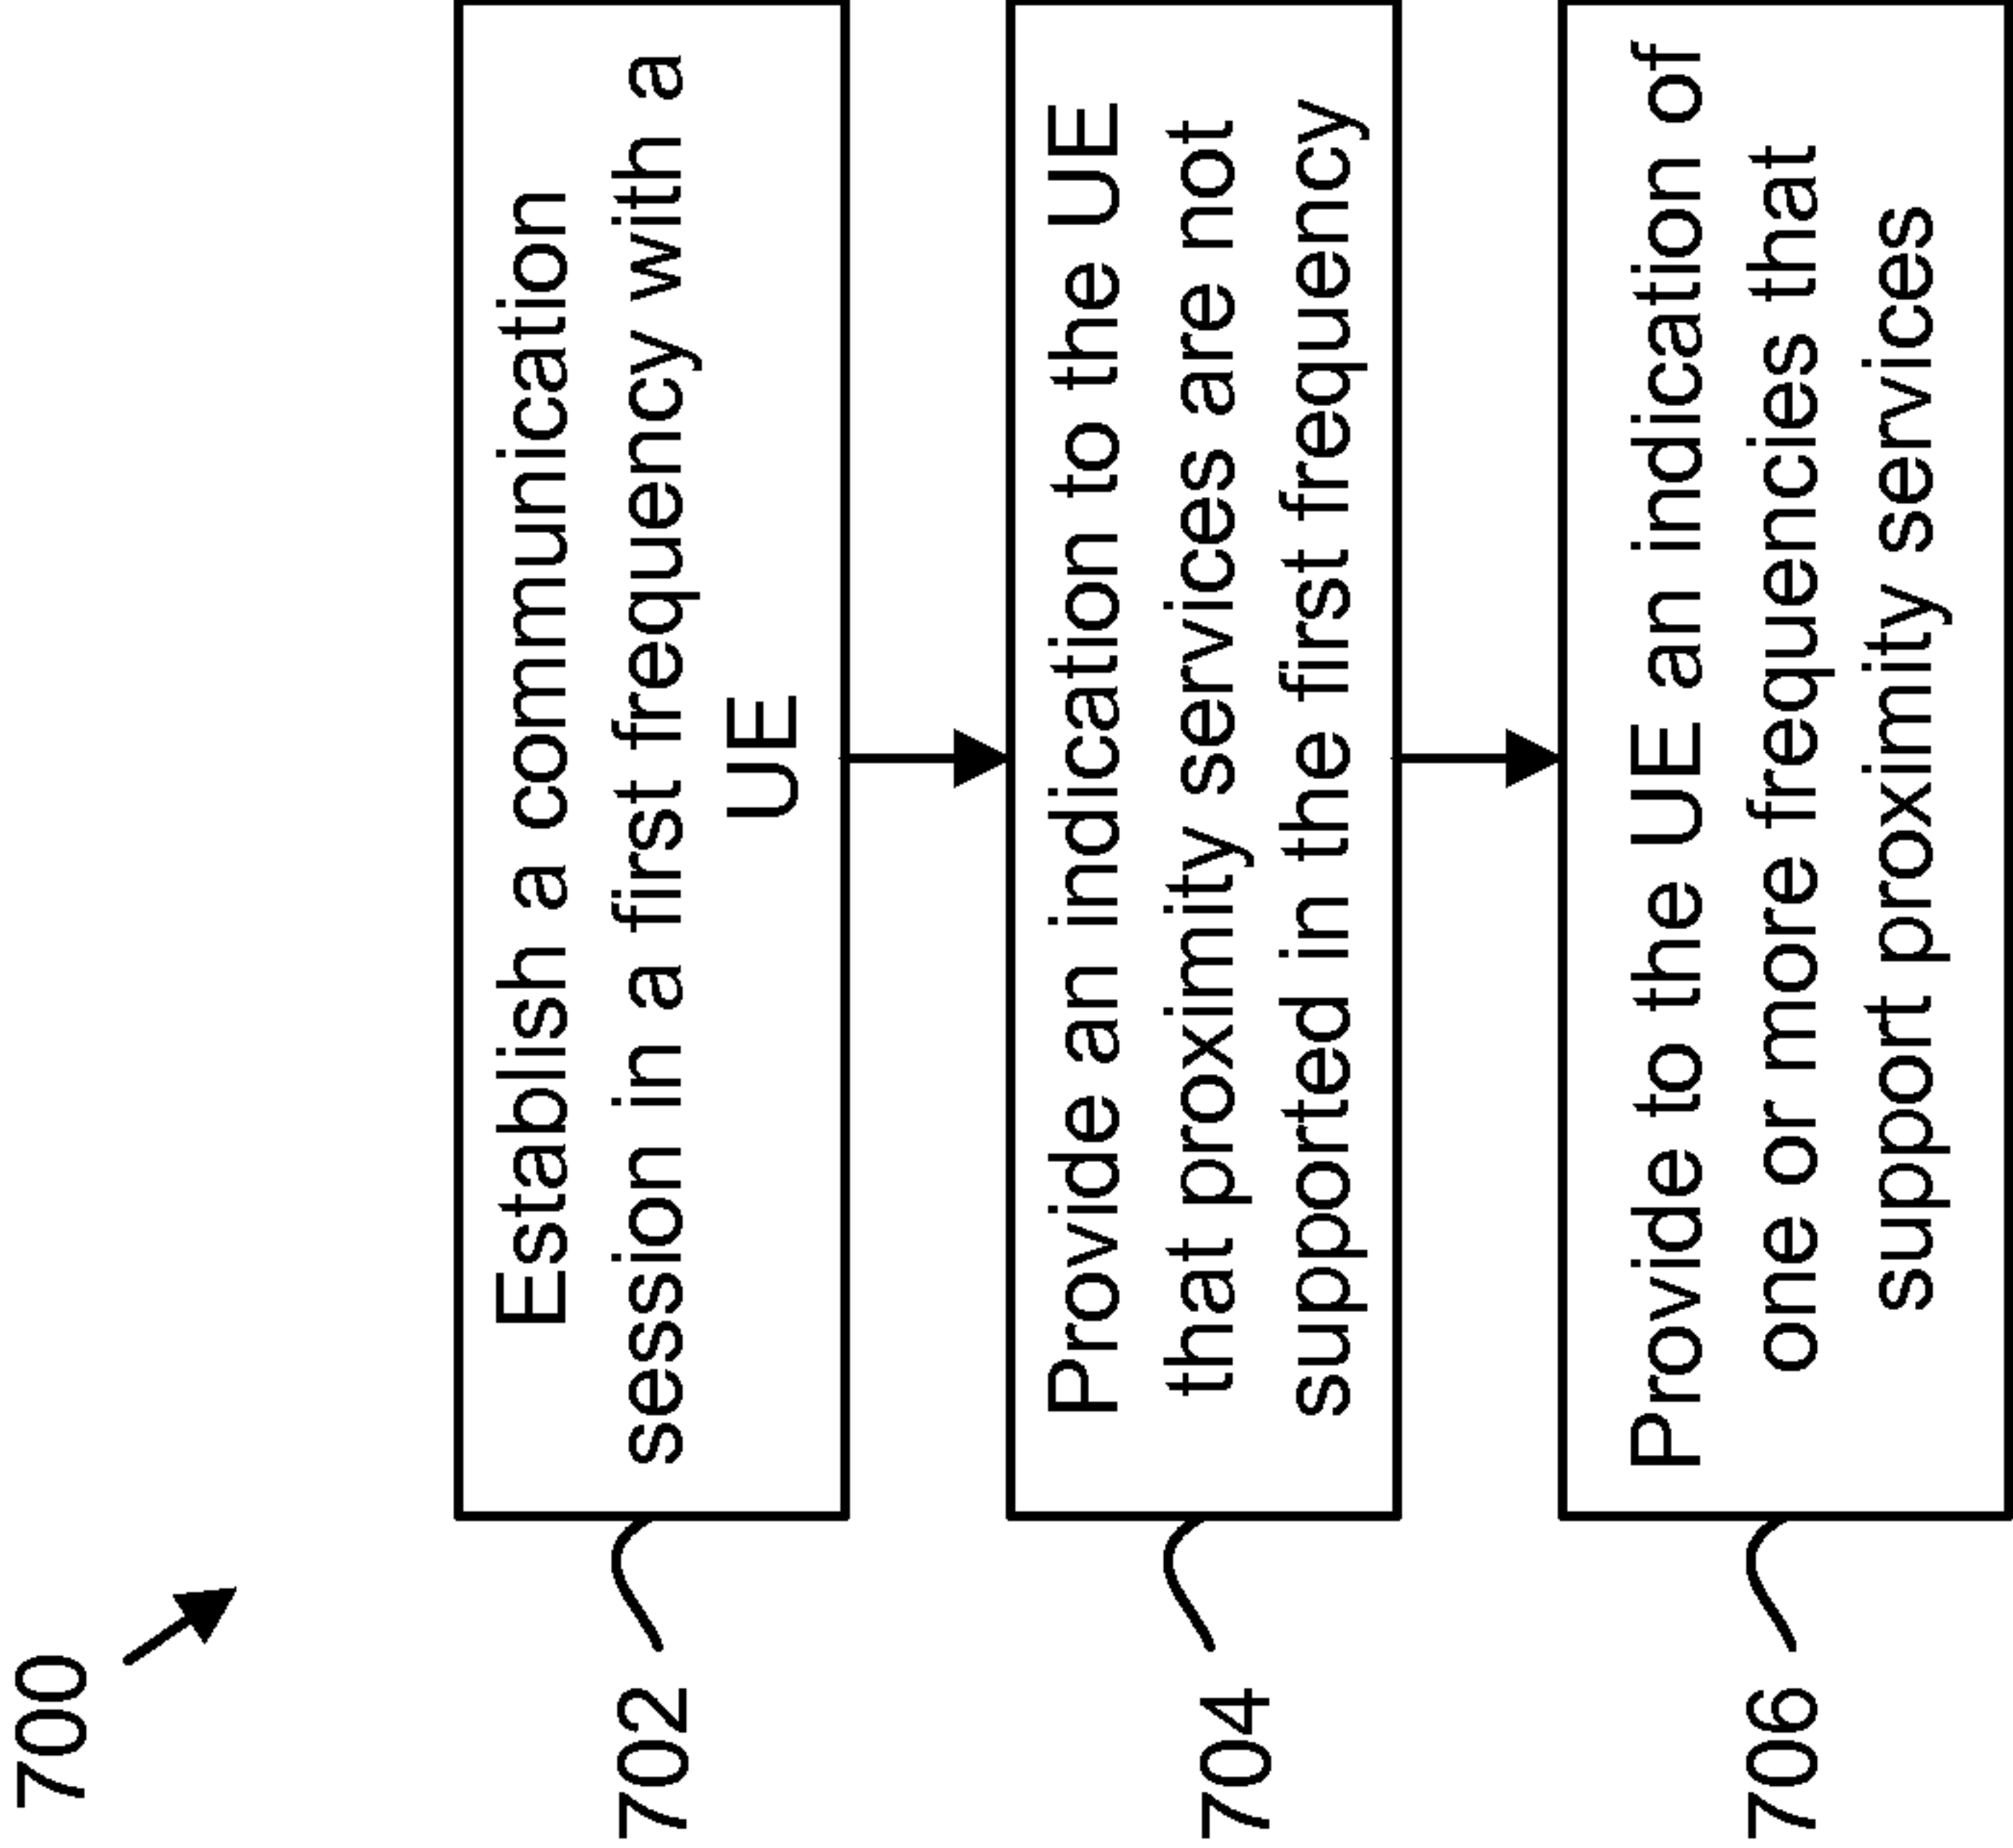 700
702
Establish a communication
session in a first frequency with a
UE
704
Provide an indication to the UE
that proximity services are not
supported in the first frequency
706
Provide to the UE an indication of
one or more frequencies that
support proximity services